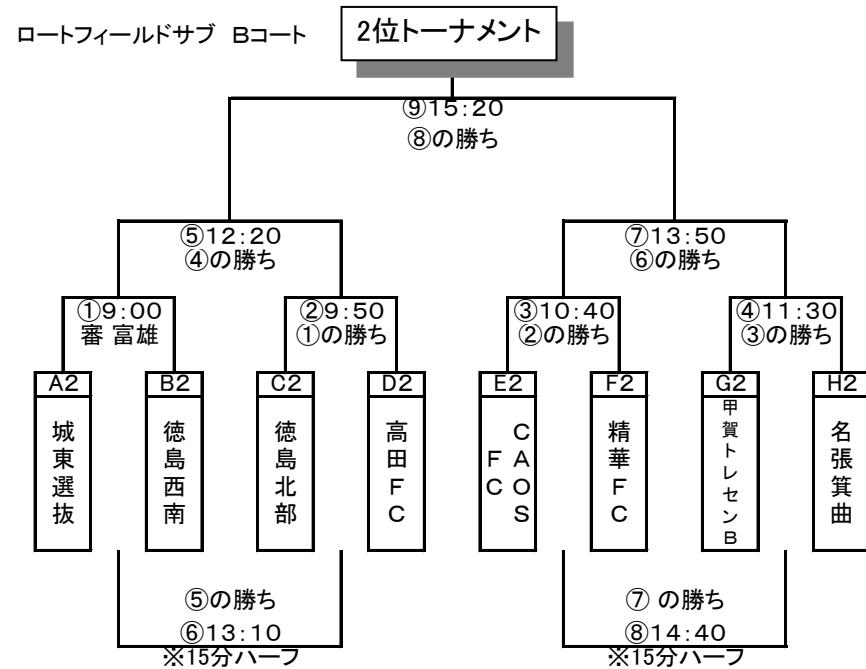 ロートフィールドサブ Bコート
2位トーナメント
⑨15:20
⑧の勝ち
⑤12:20
④の勝ち
⑦13:50
⑥の勝ち
①9:00
審 富雄
②9:50
①の勝ち
③10:40
②の勝ち
④11:30
③の勝ち
A2
B2
C2
D2
E2
F2
G2
H2
城東選抜
徳島西南
徳島北部
高田FC
CAOS
FC
精華FC
甲賀トレセンB
名張箕曲
⑤の勝ち
⑥13:10
※15分ハーフ
⑦ の勝ち
⑧14:40
※15分ハーフ